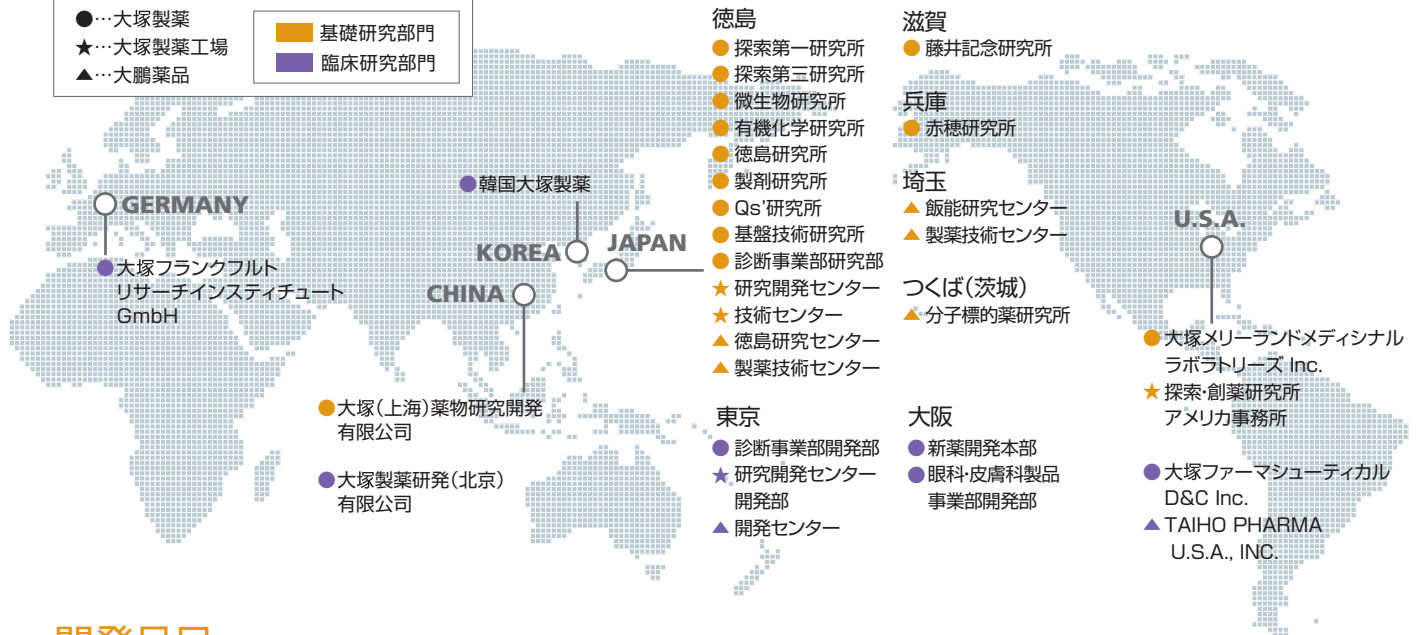 ●…大塚製薬
★…大塚製薬工場
▲…大鵬薬品
基礎研究部門
臨床研究部門
GERMANY
●大塚フランクフルト
リサーチインスティチュート
GmbH
●韓国大塚製薬
KOREA
JAPAN
CHINA
●大塚(上海)薬物研究開発
有限公司
●大塚製薬研発(北京)
有限公司
徳島
●探索第一研究所
●探索第三研究所
●微生物研究所
●有機化学研究所
●徳島研究所
●製剤研究所
●Qs'研究所
●基盤技術研究所
●診断事業部研究部
★研究開発センター
★技術センター
▲徳島研究センター
▲製薬技術センター
東京
●診断事業部開発部
★研究開発センター
開発部
▲開発センター
滋賀
●藤井記念研究所
兵庫
●赤穂研究所
埼玉
▲飯能研究センター
▲製薬技術センター
つくば(茨城)
▲分子標的薬研究所
大阪
●新薬開発本部
●眼科・皮膚科製品
事業部開発部
U.S.A.
●大塚メリーランドメディシナル
ラボラトリーズ Inc.
★探索・創薬研究所
アメリカ事務所
●大塚ファーマシューティカル
D&C Inc.
▲TAIHO PHARMA
U.S.A., INC.